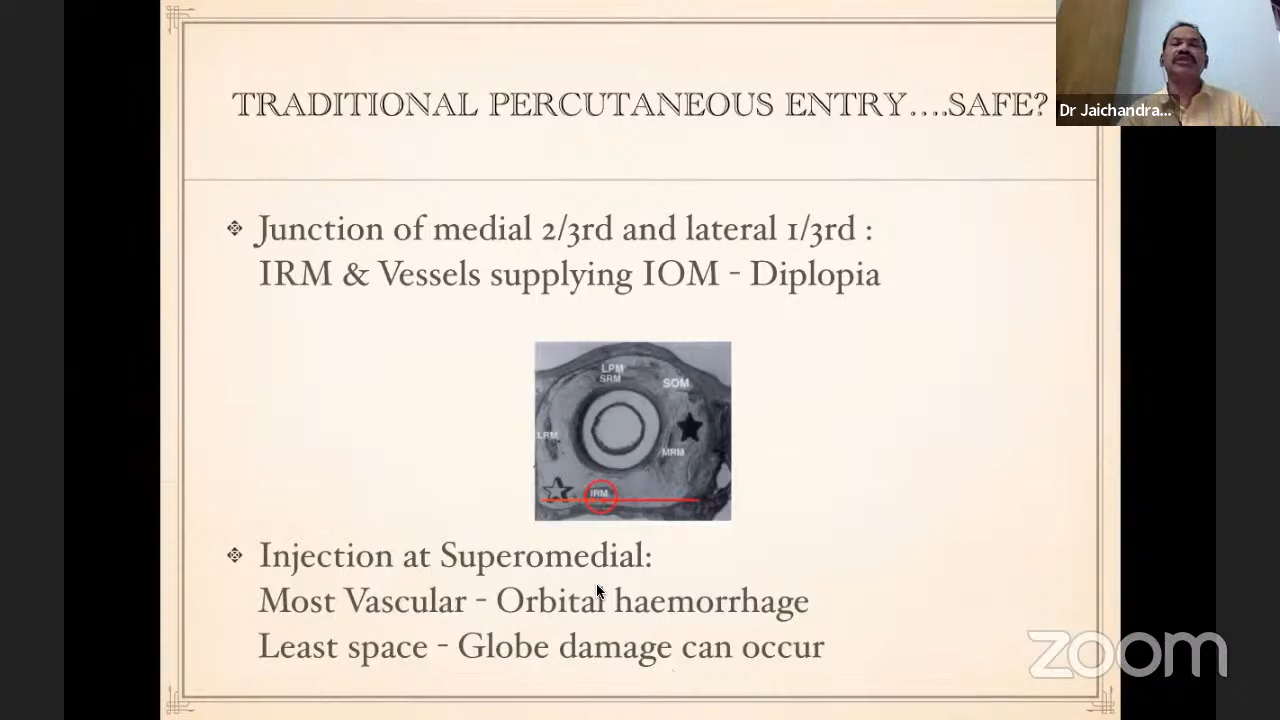 TRADITIONAL PERCUTANEOUS ENTRY....SAFE?
Dr Jaichandra...
Junction of medial 2/3rd and lateral 1/3rd :
IRM & Vessels supplying IOM - Diplopia
LPM
SRM
SOM
LRM
MRM
IRM
Injection at Superomedial:
Most Vascular - Orbital haemorrhage
Least space - Globe damage can occur
zoom